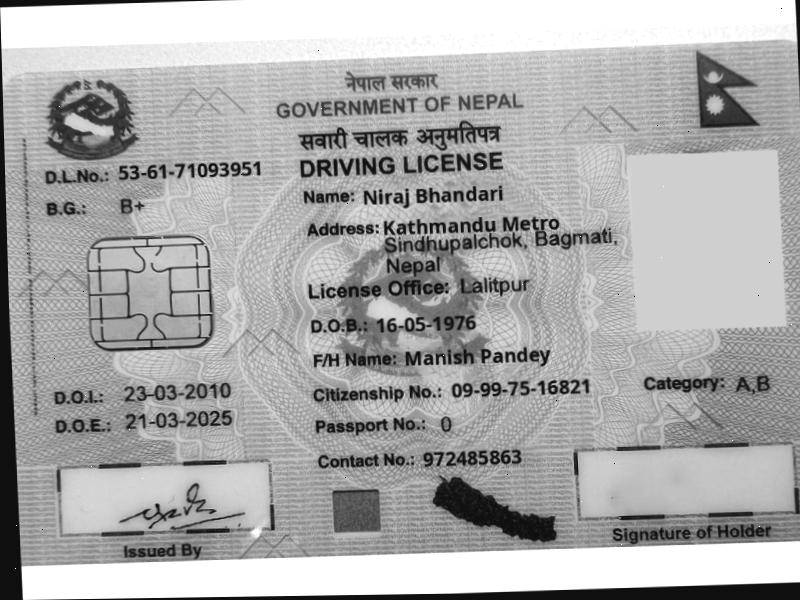 नेपाल सरकार
GOVERNMENT OF NEPAL
सवारी चालक अनुमतिपत्र
DRIVING LICENSE
D.L.No.: 53-61-71093951
B.G.: B+
Name: Niraj Bhandari
Address: Kathmandu Metro
Sindhupalchok, Bagmati,
Nepal
License Office: Lalitpur
D.O.B.: 16-05-1976
F/H Name: Manish Pandey
D.O.I.: 23-03-2010
Citizenship No.: 09-99-75-16821
Category: A,B
D.O.E.: 21-03-2025
Passport No.: 0
Contact No.: 972485863
Issued By
Signature of Holder